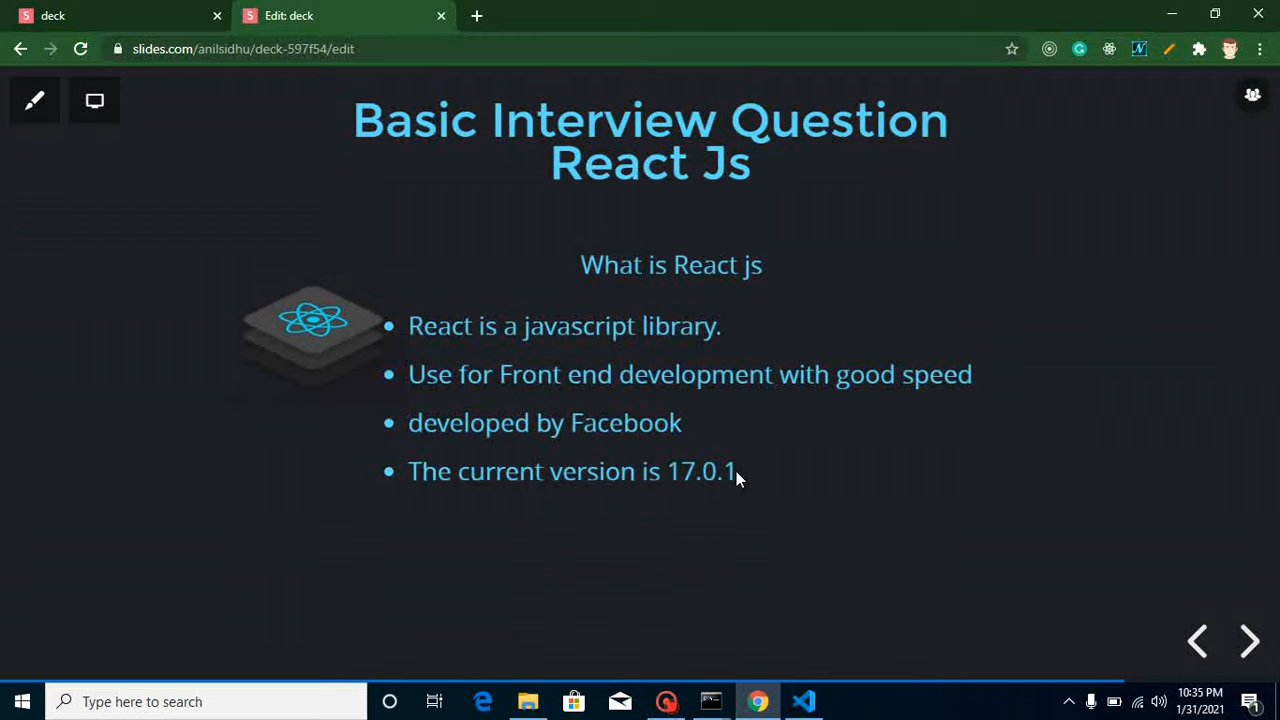 deck
Edit: deck
slides.com/anilsidhu/deck-597f54/edit
Basic Interview Question
React Js
What is React js
React is a javascript library.
Use for Front end development with good speed
developed by Facebook
The current version is 17.0.1
Type here to search
10:35 PM
1/31/2021